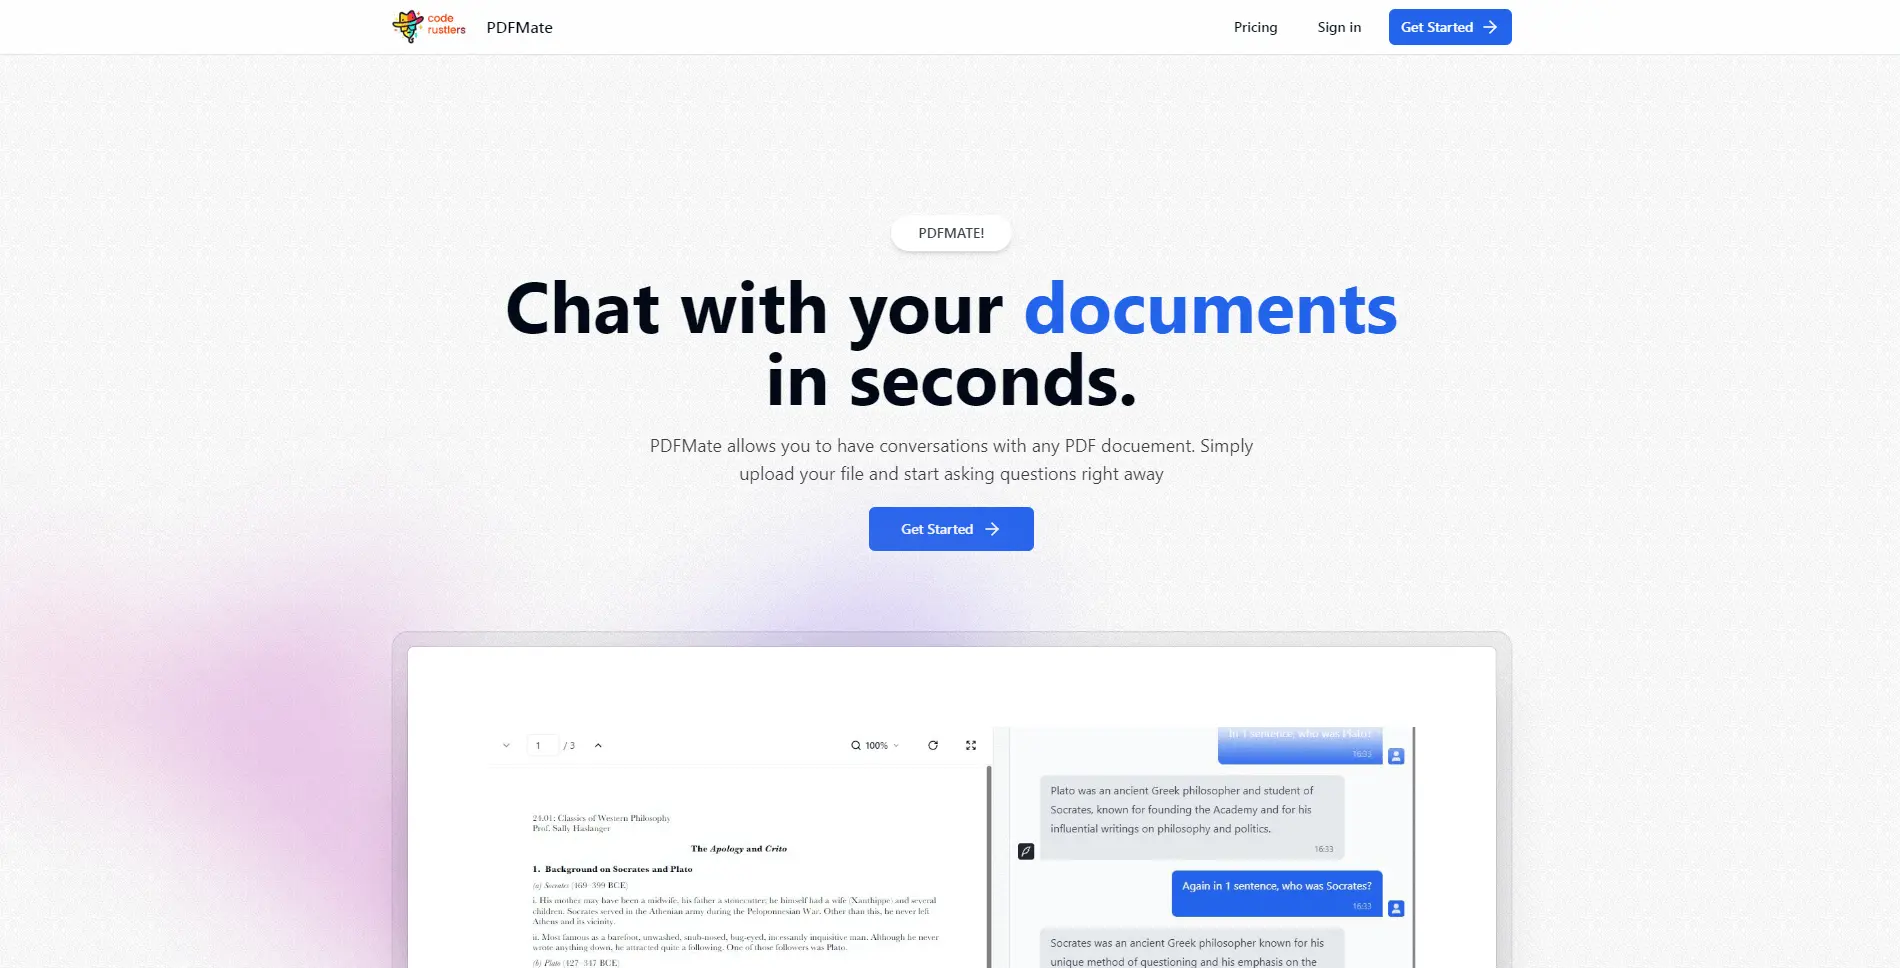 code
rustlers
PDFMate
Pricing
Sign in
Get Started
PDFMATE!
Chat with your documents
in seconds.
PDFMate allows you to have conversations with any PDF docuement. Simply
upload your file and start asking questions right away
Get Started
1 / 3
100%
24.01: Classics of Western Philosophy
Prof. Sally Haslanger
The Apology and Crito
1. Background on Socrates and Plato
(a) Socrates (469–399 BCE)
i. His mother may have been a midwife, his father a stonecutter; he himself had a wife (Xanthippe) and several
children. Socrates served in the Athenian army during the Peloponnesian War. Other than this, he never left
Athens and its vicinity.
ii. Most famous as a barefoot, unwashed, snub-nosed, bug-eyed, incessantly inquisitive man. Although he never
wrote anything down, he attracted quite a following. One of those followers was Plato.
(b) Plato (427–347 BCE)
In 1 sentence, who was Plato?
16:33
Plato was an ancient Greek philosopher and student of
Socrates, known for founding the Academy and for his
influential writings on philosophy and politics.
16:33
Again in 1 sentence, who was Socrates?
16:33
Socrates was an ancient Greek philosopher known for his
unique method of questioning and his emphasis on the